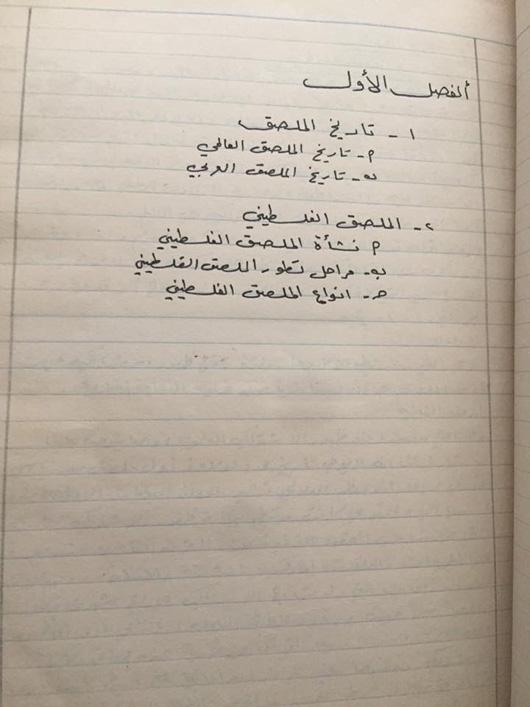 الفصل الأول
١ - تاريخ الملصق
أ - تاريخ الملصق العالمي
ب - تاريخ الملصق العربي
٢ - الملصق الفلسطيني
أ نشأة الملصق الفلسطيني
ب - مراحل تطور الملصق الفلسطيني
ج - انواع الملصق الفلسطيني